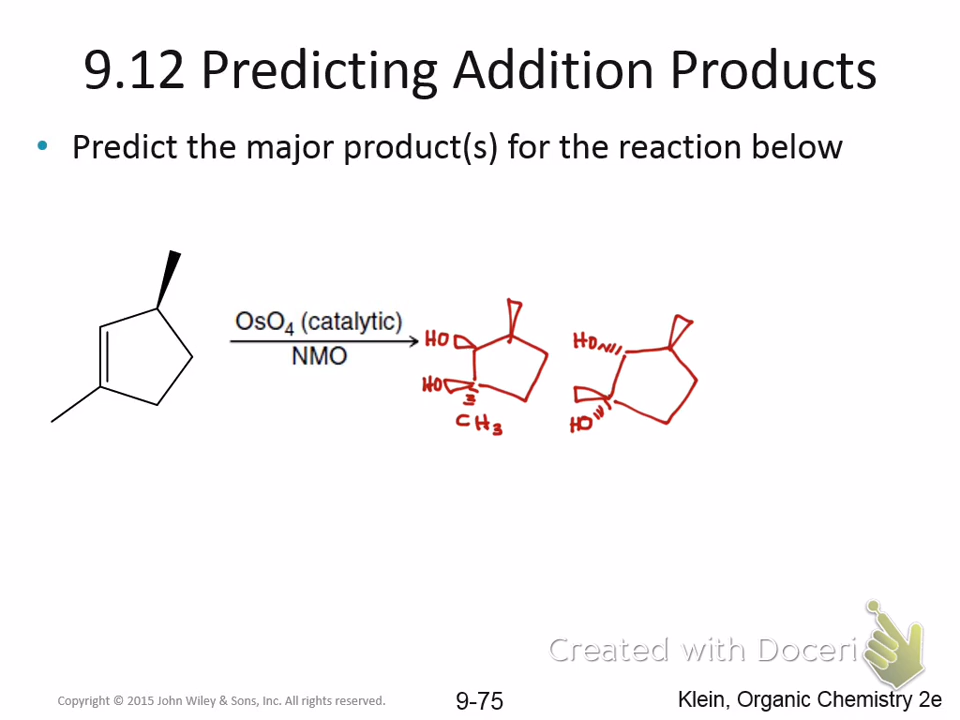 9.12 Predicting Addition Products
• Predict the major product(s) for the reaction below
OsO₄ (catalytic)
NMO
HO
HO
CH₃
HO
HO
Created with Doceri
Copyright © 2015 John Wiley & Sons, Inc. All rights reserved.
9-75
Klein, Organic Chemistry 2e